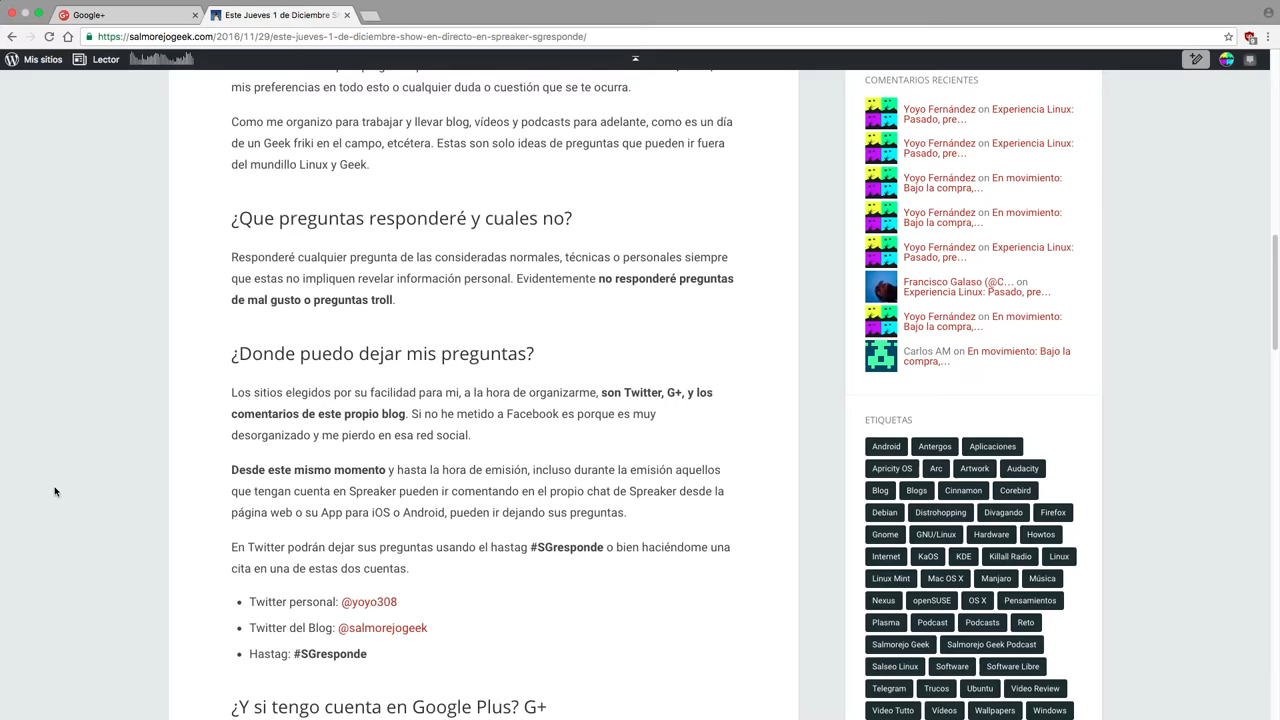 Google+
Este Jueves 1 de Diciembre S
https://salmorejogeek.com/2016/11/29/este-jueves-1-de-diciembre-show-en-directo-en-spreaker-sgresponde/
Mis sitios
Lector
mis preferencias en todo esto o cualquier duda o cuestión que se te ocurra.
Como me organizo para trabajar y llevar blog, vídeos y podcasts para adelante, como es un día
de un Geek friki en el campo, etcétera. Estas son solo ideas de preguntas que pueden ir fuera
del mundillo Linux y Geek.
¿Que preguntas responderé y cuales no?
Responderé cualquier pregunta de las consideradas normales, técnicas o personales siempre
que estas no impliquen revelar información personal. Evidentemente no responderé preguntas
de mal gusto o preguntas troll.
¿Donde puedo dejar mis preguntas?
Los sitios elegidos por su facilidad para mi, a la hora de organizarme, son Twitter, G+, y los
comentarios de este propio blog. Si no he metido a Facebook es porque es muy
desorganizado y me pierdo en esa red social.
Desde este mismo momento y hasta la hora de emisión, incluso durante la emisión aquellos
que tengan cuenta en Spreaker pueden ir comentando en el propio chat de Spreaker desde la
página web o su App para iOS o Android, pueden ir dejando sus preguntas.
En Twitter podrán dejar sus preguntas usando el hastag #SGresponde o bien haciéndome una
cita en una de estas dos cuentas.
• Twitter personal: @yoyo308
• Twitter del Blog: @salmorejogeek
• Hastag: #SGresponde
¿Y si tengo cuenta en Google Plus? G+
COMENTARIOS RECIENTES
Yoyo Fernández on Experiencia Linux:
Pasado, pre…
Yoyo Fernández on Experiencia Linux:
Pasado, pre…
Yoyo Fernández on En movimiento:
Bajo la compra,…
Yoyo Fernández on En movimiento:
Bajo la compra,…
Yoyo Fernández on Experiencia Linux:
Pasado, pre…
Francisco Galaso (@C… on
Experiencia Linux: Pasado, pre…
Yoyo Fernández on En movimiento:
Bajo la compra,…
Carlos AM on En movimiento: Bajo la
compra,…
ETIQUETAS
Android Antergos Aplicaciones
Apricity OS Arc Artwork Audacity
Blog Blogs Cinnamon Corebird
Debian Distrohopping Divagando Firefox
Gnome GNU/Linux Hardware Howtos
Internet KaOS KDE Killall Radio Linux
Linux Mint Mac OS X Manjaro Música
Nexus openSUSE OS X Pensamientos
Plasma Podcast Podcasts Reto
Salmorejo Geek Salmorejo Geek Podcast
Salseo Linux Software Software Libre
Telegram Trucos Ubuntu Video Review
Video Tutto Vídeos Wallpapers Windows